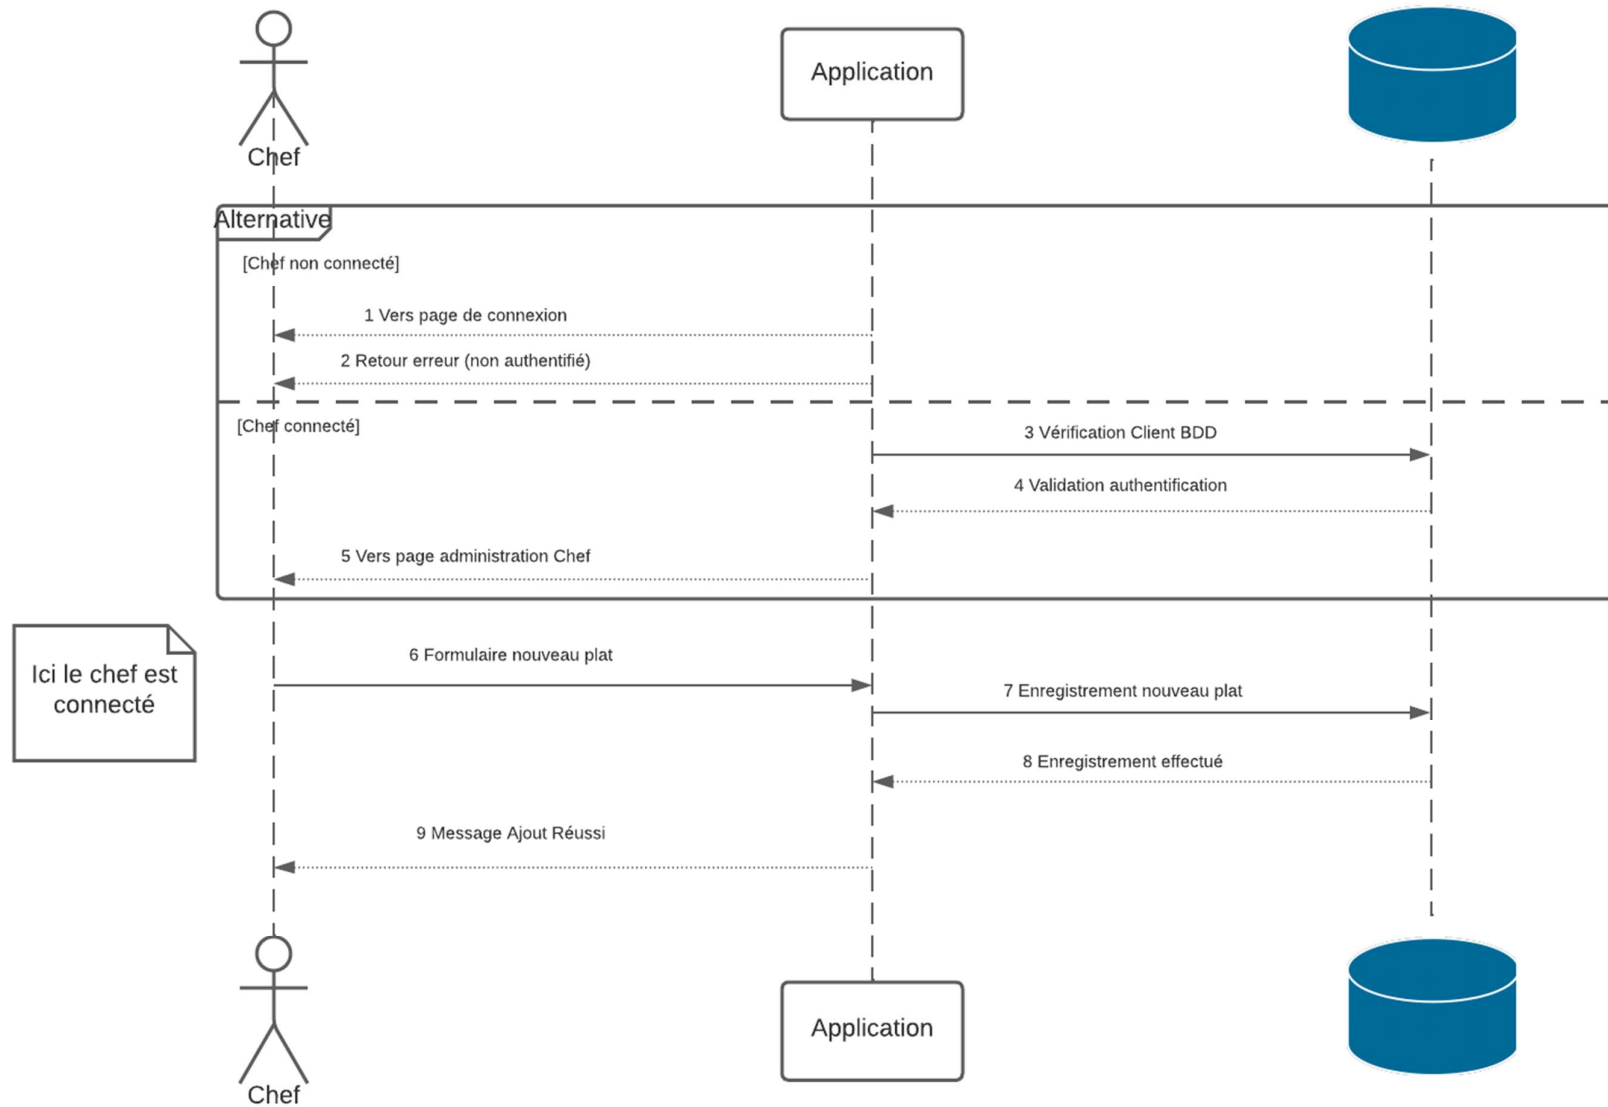 Chef
Application
Alternative
[Chef non connecté]
1 Vers page de connexion
2 Retour erreur (non authentifié)
[Chef connecté]
3 Vérification Client BDD
4 Validation authentification
5 Vers page administration Chef
Ici le chef est
connecté
6 Formulaire nouveau plat
7 Enregistrement nouveau plat
8 Enregistrement effectué
9 Message Ajout Réussi
Chef
Application